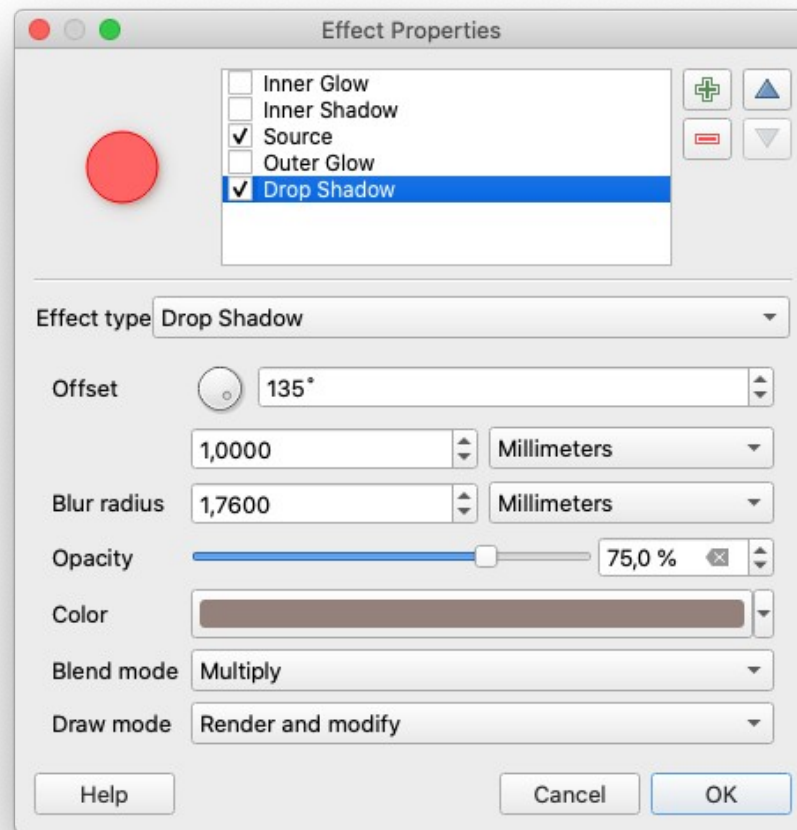 Effect Properties
Inner Glow
Inner Shadow
Source
Outer Glow
Drop Shadow
Effect type Drop Shadow
Offset 135°
1,0000 Millimeters
Blur radius 1,7600 Millimeters
Opacity 75,0 %
Color
Blend mode Multiply
Draw mode Render and modify
Help Cancel OK